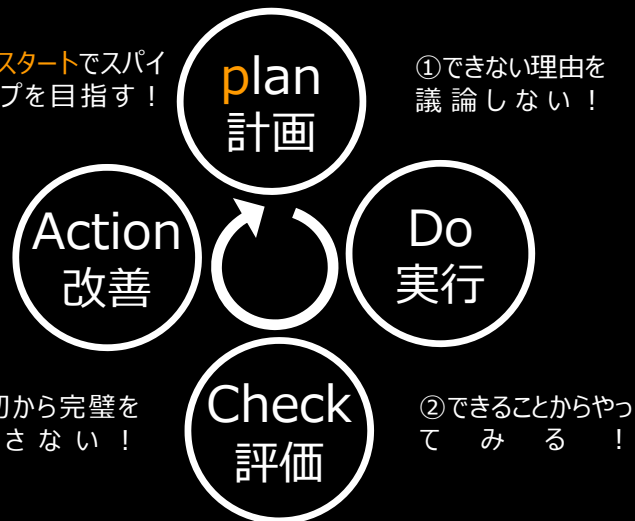 スタートでスパイ
プを目指す！
plan
計画
①できない理由を
議論しない！
Action
改善
Do
実行
から完璧を
さない！
Check
評価
②できることからやっ
てみる！